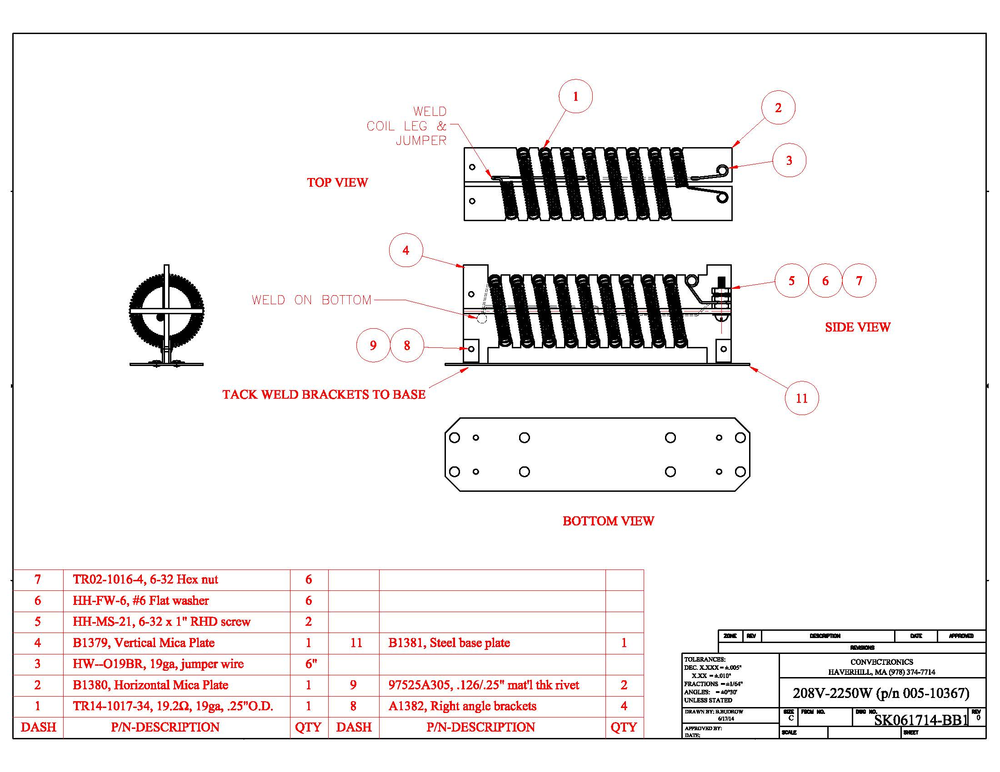 1
2
WELD
COIL LEG &
JUMPER
3
TOP VIEW
4
5 6 7
WELD ON BOTTOM
SIDE VIEW
9 8
TACK WELD BRACKETS TO BASE
11
BOTTOM VIEW
7 TR02-1016-4, 6-32 Hex nut 6
6 HH-FW-6, #6 Flat washer 6
5 HH-MS-21, 6-32 x 1" RHD screw 2
4 B1379, Vertical Mica Plate 1 11 B1381, Steel base plate 1
3 HW--O19BR, 19ga, jumper wire 6"
2 B1380, Horizontal Mica Plate 1 9 97525A305, .126/.25" mat'l thk rivet 2
1 TR14-1017-34, 19.2Ω, 19ga, .25"O.D. 1 8 A1382, Right angle brackets 4
DASH P/N-DESCRIPTION QTY DASH P/N-DESCRIPTION QTY
ZONE REV DESCRIPTION DATE APPROVED
REVISIONS
TOLERANCES:
DEC. X.XXX = ±.005"
X.XX = ±.010"
FRACTIONS = ±1/64"
ANGLES: = ±0°30'
UNLESS STATED
DRAWN BY; B.BUDROW
6/17/14
APPROVED BY:
DATE;
CONVECTRONICS
HAVERHILL, MA (978) 374-7714
208V-2250W (p/n 005-10367)
SIZE
C
FSCM NO.
DWG NO.
SK061714-BB1
REV
0
SCALE
SHEET